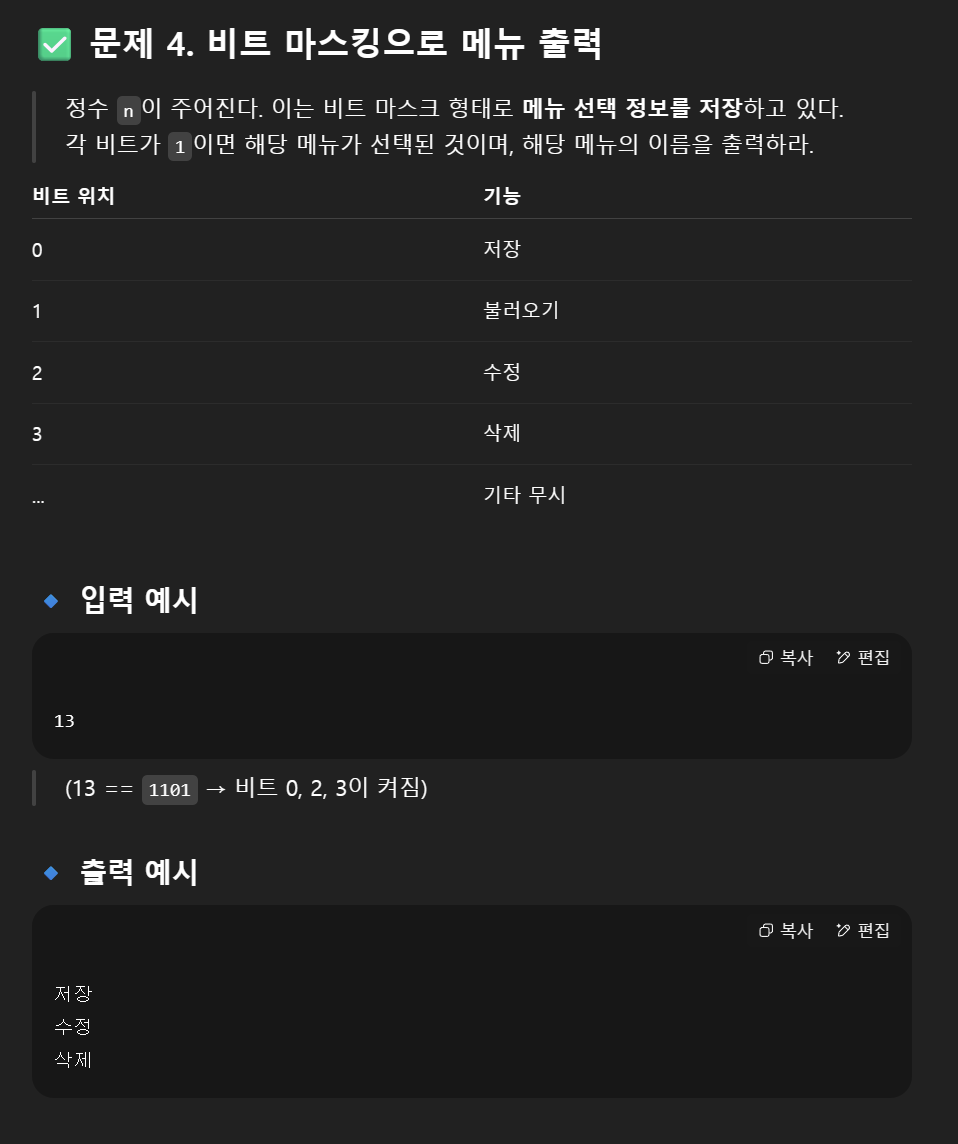 ✅ 문제 4. 비트 마스킹으로 메뉴 출력
정수 n이 주어진다. 이는 비트 마스크 형태로 메뉴 선택 정보를 저장하고 있다.
각 비트가 1이면 해당 메뉴가 선택된 것이며, 해당 메뉴의 이름을 출력하라.
비트 위치 기능
0 저장
1 불러오기
2 수정
3 삭제
... 기타 무시
🔹 입력 예시
복사 편집
13
(13 == 1101 → 비트 0, 2, 3이 켜짐)
🔹 출력 예시
복사 편집
저장
수정
삭제